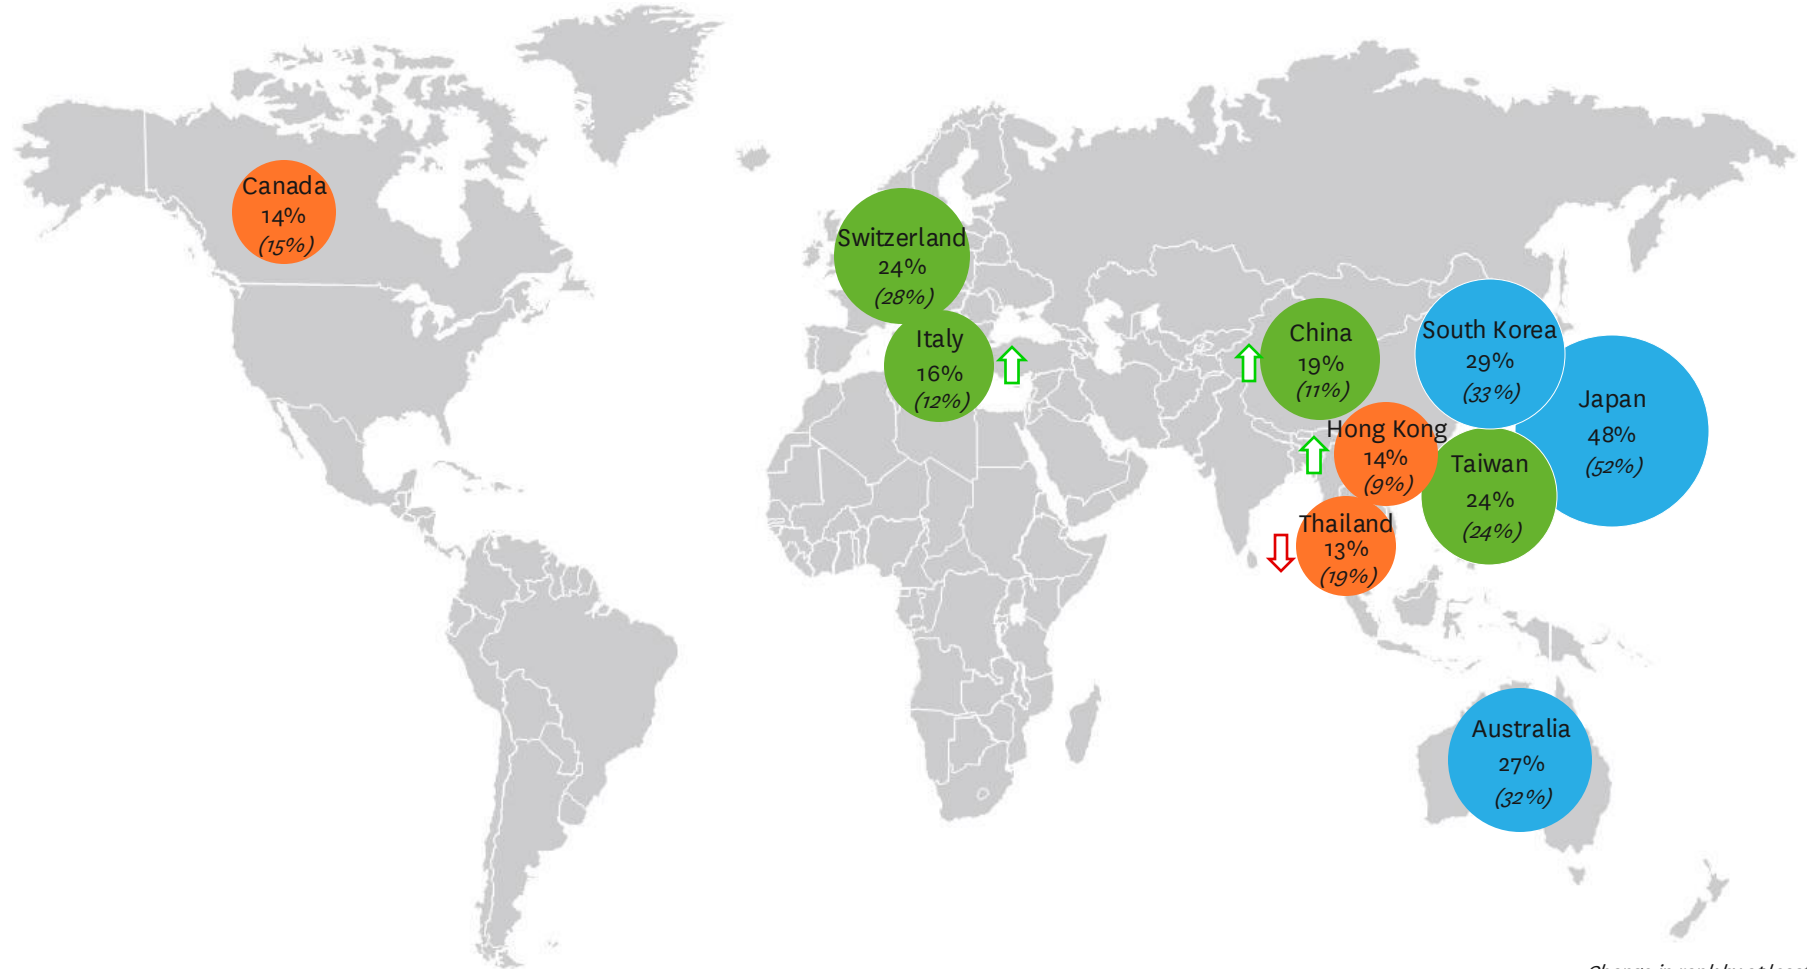 Canada
14%
(15%)
Switzerland
24%
(28%)
Italy
16%
(12%)
China
19%
(11%)
South Korea
29%
(33%)
Japan
48%
(52%)
Hong Kong
14%
(9%)
Taiwan
24%
(24%)
Thailand
13%
(19%)
Australia
27%
(32%)